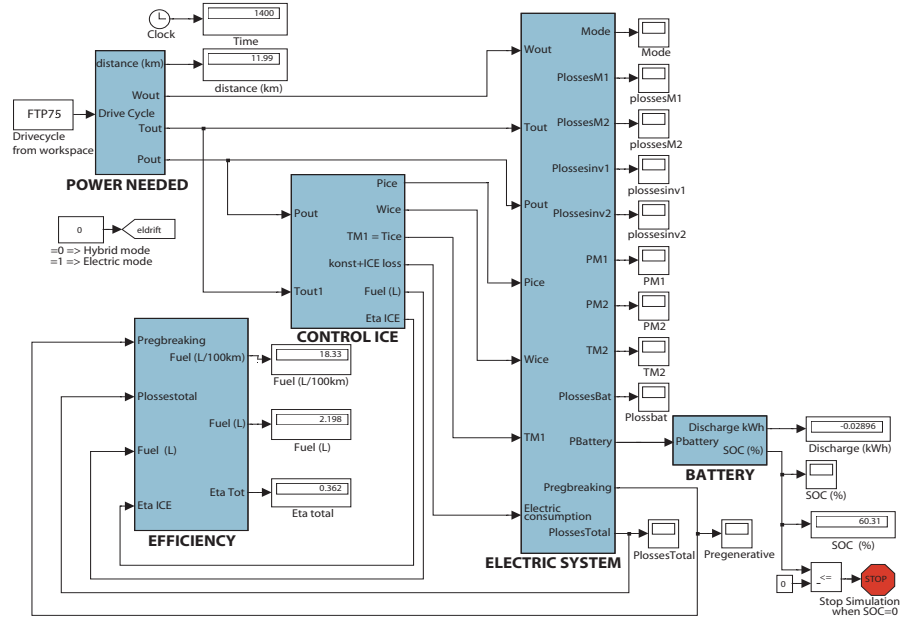 1400
Clock
Time
11.99
distance (km)
distance (km)
Wout
FTP75
Drive Cycle
Drivecycle
from workspace
Tout
Pout
POWER NEEDED
0
eldrift
=0 => Hybrid mode
=1 => Electric mode
Pout
Tout1
Pice
Wice
TM1 = Tice
konst+ICE loss
Fuel (L)
Eta ICE
CONTROL ICE
Pregbreaking
Plossestotal
Fuel (L)
Eta ICE
Fuel (L/100km)
Fuel (L)
Eta Tot
EFFICIENCY
18.33
Fuel (L/100km)
2.198
Fuel (L)
0.362
Eta total
Wout
Tout
Pout
Pice
Wice
TM1
Electric
consumption
Mode
PlossesM1
PlossesM2
Plossesinv1
Plossesinv2
PM1
PM2
TM2
PlossesBat
PBattery
Pregbreaking
PlossesTotal
ELECTRIC SYSTEM
Mode
plossesM1
plossesM2
plossesinv1
plossesinv2
PM1
PM2
TM2
Plossbat
PlossesTotal
Pregenerative
Discharge kWh
Pbattery
SOC (%)
BATTERY
-0.02896
Discharge (kWh)
SOC (%)
60.31
SOC (%)
0
<=
STOP
Stop Simulation
when SOC=0